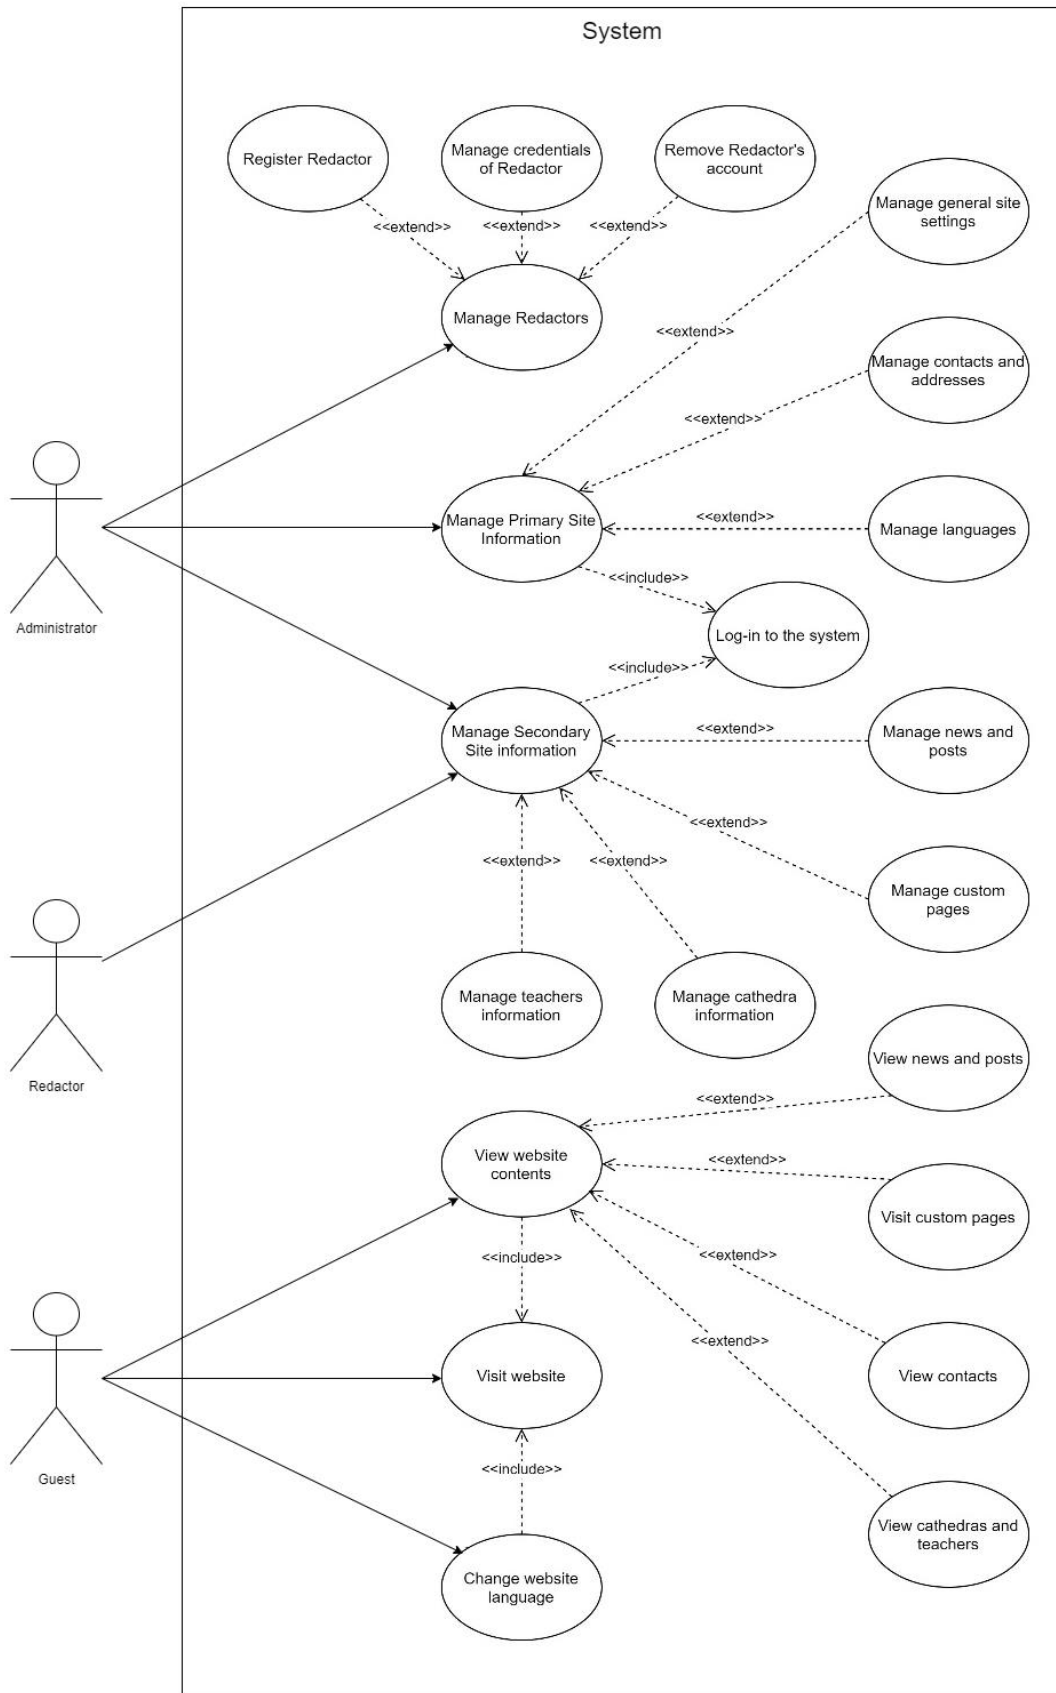 System
Register Redactor
Manage credentials
of Redactor
Remove Redactor's
account
Manage general site
settings
<<extend>>
<<extend>>
<<extend>>
Manage Redactors
<<extend>>
Manage contacts and
addresses
<<extend>>
Administrator
Manage Primary Site
Information
<<extend>>
Manage languages
<<include>>
Log-in to the system
<<include>>
Manage Secondary
Site information
<<extend>>
Manage news and
posts
<<extend>>
<<extend>>
<<extend>>
Manage custom
pages
Redactor
Manage teachers
information
Manage cathedra
information
View news and posts
<<extend>>
View website
contents
<<extend>>
Visit custom pages
<<include>>
<<extend>>
<<extend>>
Guest
Visit website
View contacts
<<include>>
View cathedras and
teachers
Change website
language